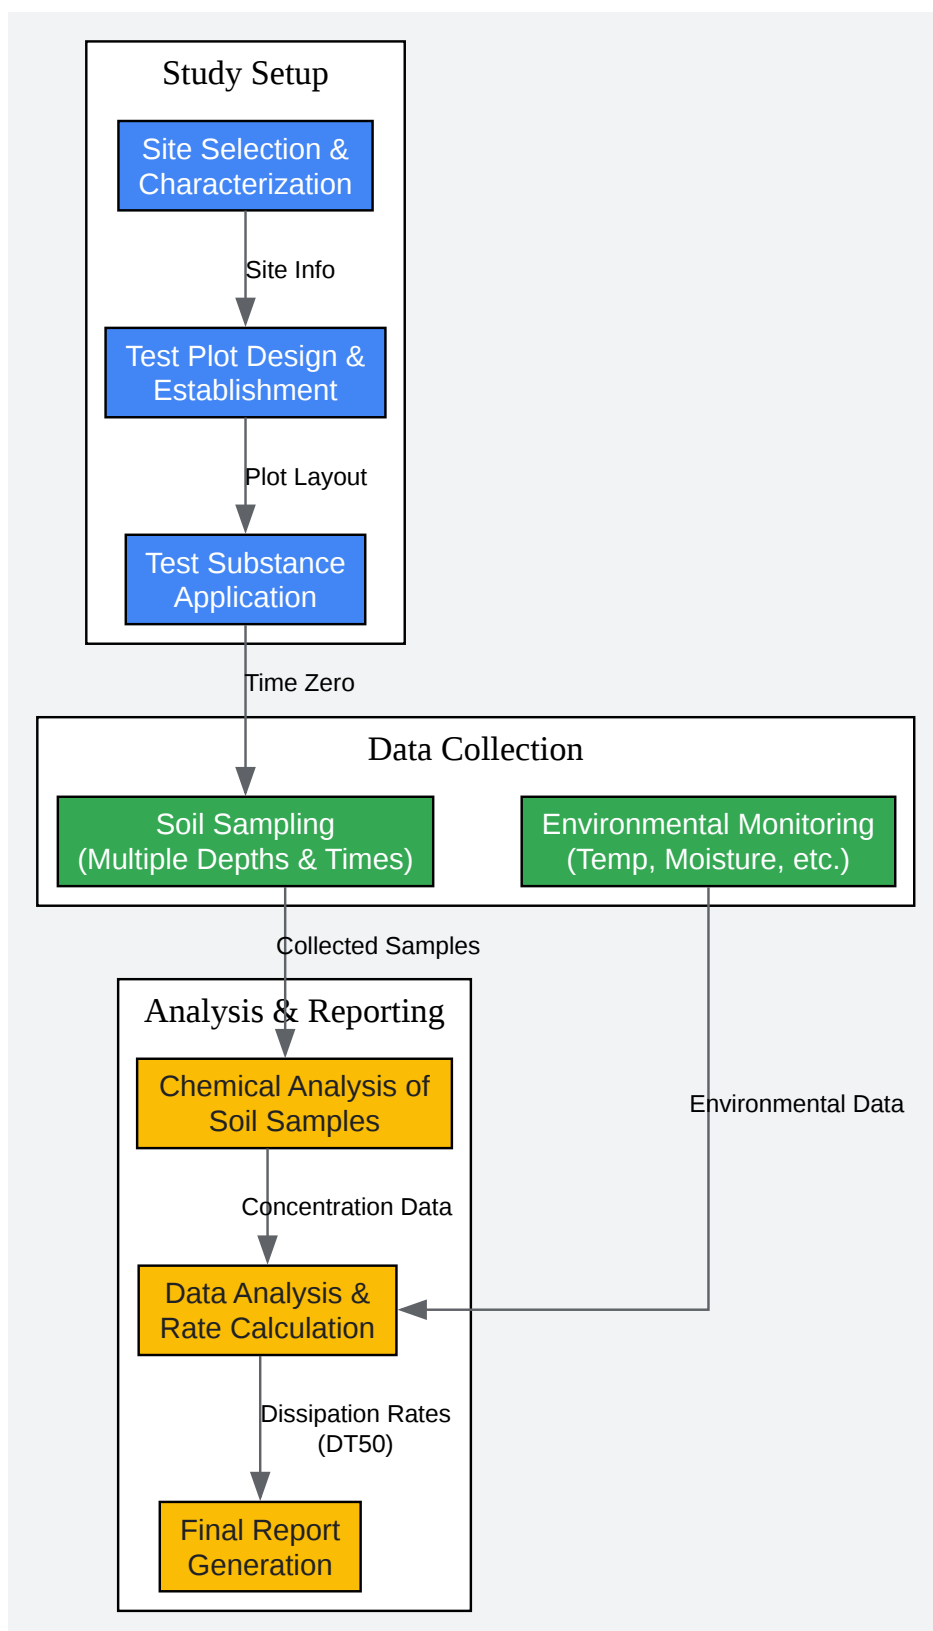 Study Setup
Site Selection &
Characterization
Site Info
Test Plot Design &
Establishment
Plot Layout
Test Substance
Application
Time Zero
Data Collection
Soil Sampling
(Multiple Depths & Times)
Environmental Monitoring
(Temp, Moisture, etc.)
Collected Samples
Analysis & Reporting
Chemical Analysis of
Soil Samples
Environmental Data
Concentration Data
Data Analysis &
Rate Calculation
Dissipation Rates
(DT50)
Final Report
Generation